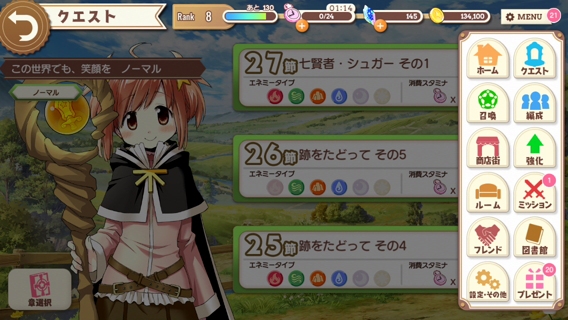 クエスト
Rank 8
あと 130
01:14
0/24
145
134,100
MENU
21
この世界でも、笑顔を ノーマル
ノーマル
27節 七賢者・シュガー その1
エネミータイプ
消費スタミナ
x
26節 跡をたどって その5
エネミータイプ
消費スタミナ
x
25節 跡をたどって その4
エネミータイプ
消費スタミナ
x
章選択
ホーム
クエスト
召喚
編成
商店街
強化
ルーム
ミッション
1
フレンド
図書館
設定・その他
プレゼント
20